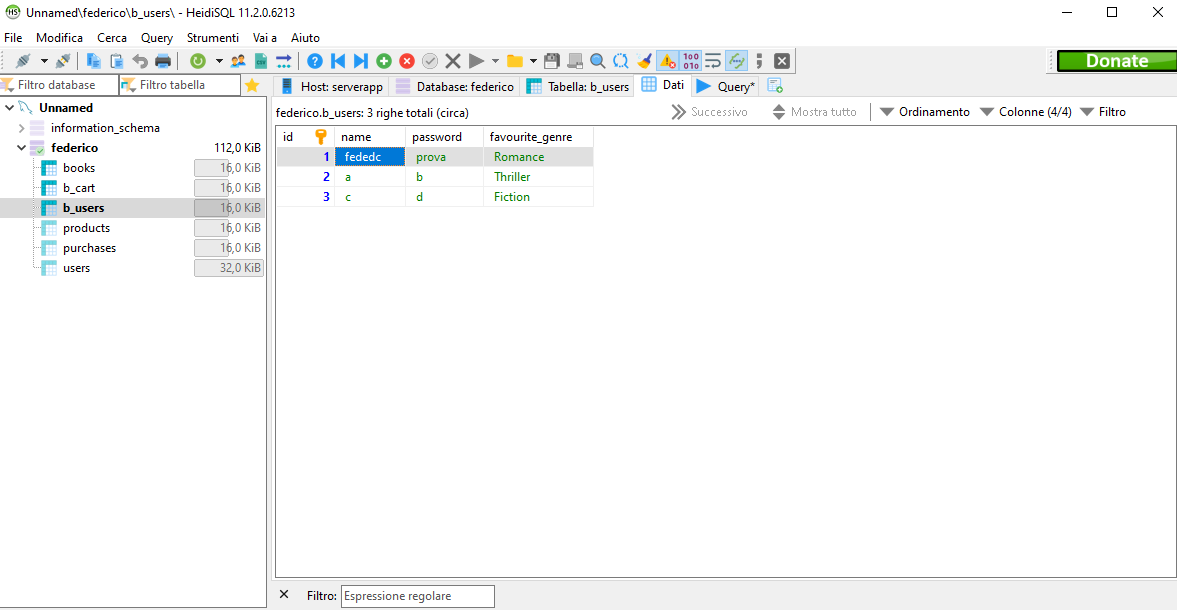 Unnamed\federico\b_users\ - HeidiSQL 11.2.0.6213
File Modifica Cerca Query Strumenti Vai a Aiuto
Donate
Filtro database Filtro tabella
Host: serverapp Database: federico Tabella: b_users Dati Query*
federico.b_users: 3 righe totali (circa) Successivo Mostra tutto Ordinamento Colonne (4/4) Filtro
Unnamed
information_schema
federico 112,0 KiB
books 16,0 KiB
b_cart 16,0 KiB
b_users 16,0 KiB
products 16,0 KiB
purchases 16,0 KiB
users 32,0 KiB
id name password favourite_genre
1 fededc prova Romance
2 a b Thriller
3 c d Fiction
Filtro: Espressione regolare